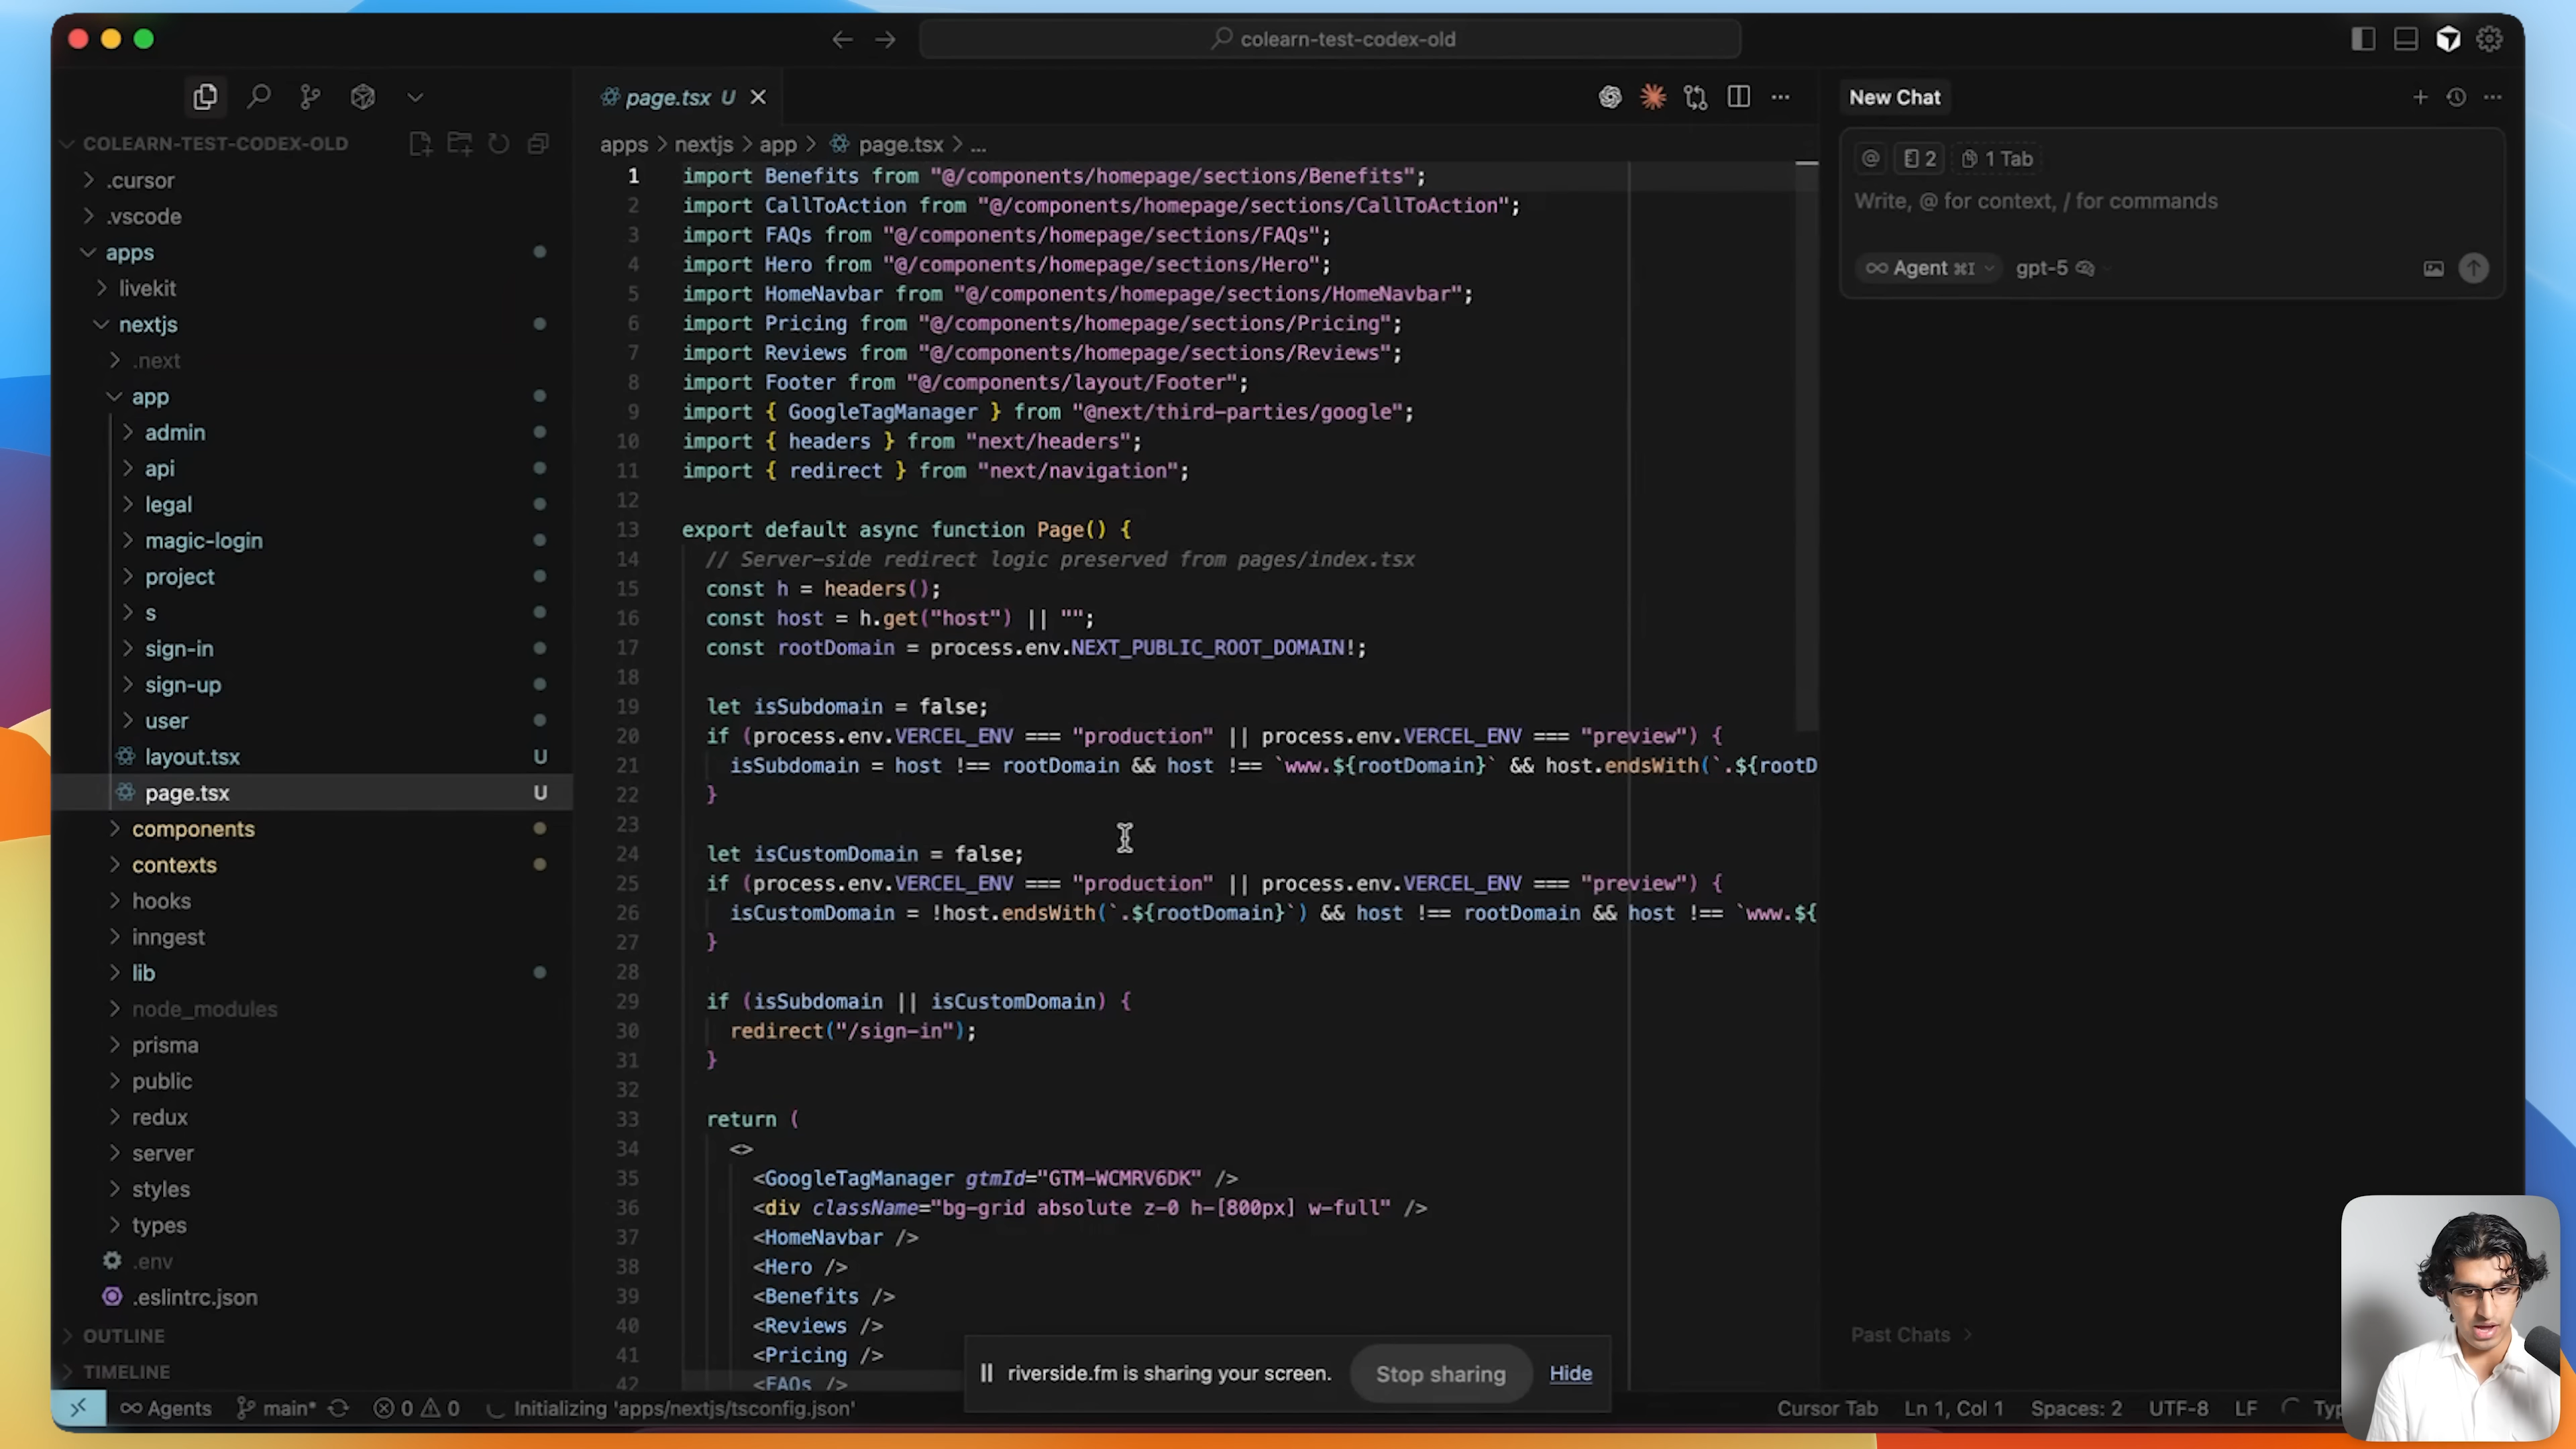 colearn-test-codex-old
COLEARN-TEST-CODEX-OLD
.cursor
.vscode
apps
livekit
nextjs
.next
app
admin
api
legal
magic-login
project
s
sign-in
sign-up
user
layout.tsx U
page.tsx U
components
contexts
hooks
inngest
lib
node_modules
prisma
public
redux
server
styles
types
.env
.eslintrc.json
OUTLINE
TIMELINE
page.tsx U
apps > nextjs > app > page.tsx > ...
1 import Benefits from "@/components/homepage/sections/Benefits";
2 import CallToAction from "@/components/homepage/sections/CallToAction";
3 import FAQs from "@/components/homepage/sections/FAQs";
4 import Hero from "@/components/homepage/sections/Hero";
5 import HomeNavbar from "@/components/homepage/sections/HomeNavbar";
6 import Pricing from "@/components/homepage/sections/Pricing";
7 import Reviews from "@/components/homepage/sections/Reviews";
8 import Footer from "@/components/layout/Footer";
9 import { GoogleTagManager } from "@next/third-parties/google";
10 import { headers } from "next/headers";
11 import { redirect } from "next/navigation";
12
13 export default async function Page() {
14 // Server-side redirect logic preserved from pages/index.tsx
15 const h = headers();
16 const host = h.get("host") || "";
17 const rootDomain = process.env.NEXT_PUBLIC_ROOT_DOMAIN!;
18
19 let isSubdomain = false;
20 if (process.env.VERCEL_ENV === "production" || process.env.VERCEL_ENV === "preview") {
21 isSubdomain = host !== rootDomain && host !== `www.${rootDomain}` && host.endsWith(`.${rootD
22 }
23
24 let isCustomDomain = false;
25 if (process.env.VERCEL_ENV === "production" || process.env.VERCEL_ENV === "preview") {
26 isCustomDomain = !host.endsWith(`.${rootDomain}`) && host !== rootDomain && host !== `www.${
27 }
28
29 if (isSubdomain || isCustomDomain) {
30 redirect("/sign-in");
31 }
32
33 return (
34 <>
35 <GoogleTagManager gtmId="GTM-WCMRV6DK" />
36 <div className="bg-grid absolute z-0 h-[800px] w-full" />
37 <HomeNavbar />
38 <Hero />
39 <Benefits />
40 <Reviews />
41 <Pricing />
42 <FAQs />
New Chat
@ 2 1 Tab
Write, @ for context, / for commands
Agent ⌘I gpt-5
Past Chats >
riverside.fm is sharing your screen. Stop sharing Hide
Agents main* 0 0 Initializing 'apps/nextjs/tsconfig.json' Cursor Tab Ln 1, Col 1 Spaces: 2 UTF-8 LF Typ